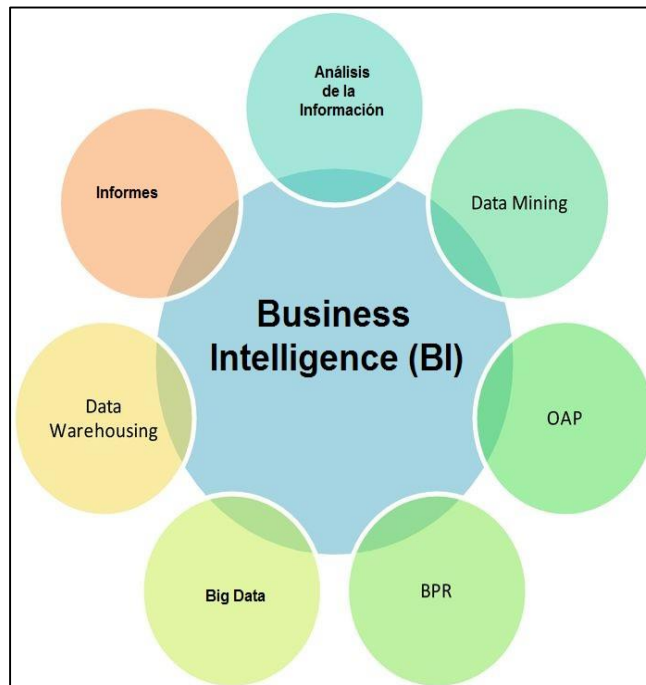 Análisis
de la
Información
Data Mining
OAP
BPR
Big Data
Data
Warehousing
Informes
Business
Intelligence (BI)